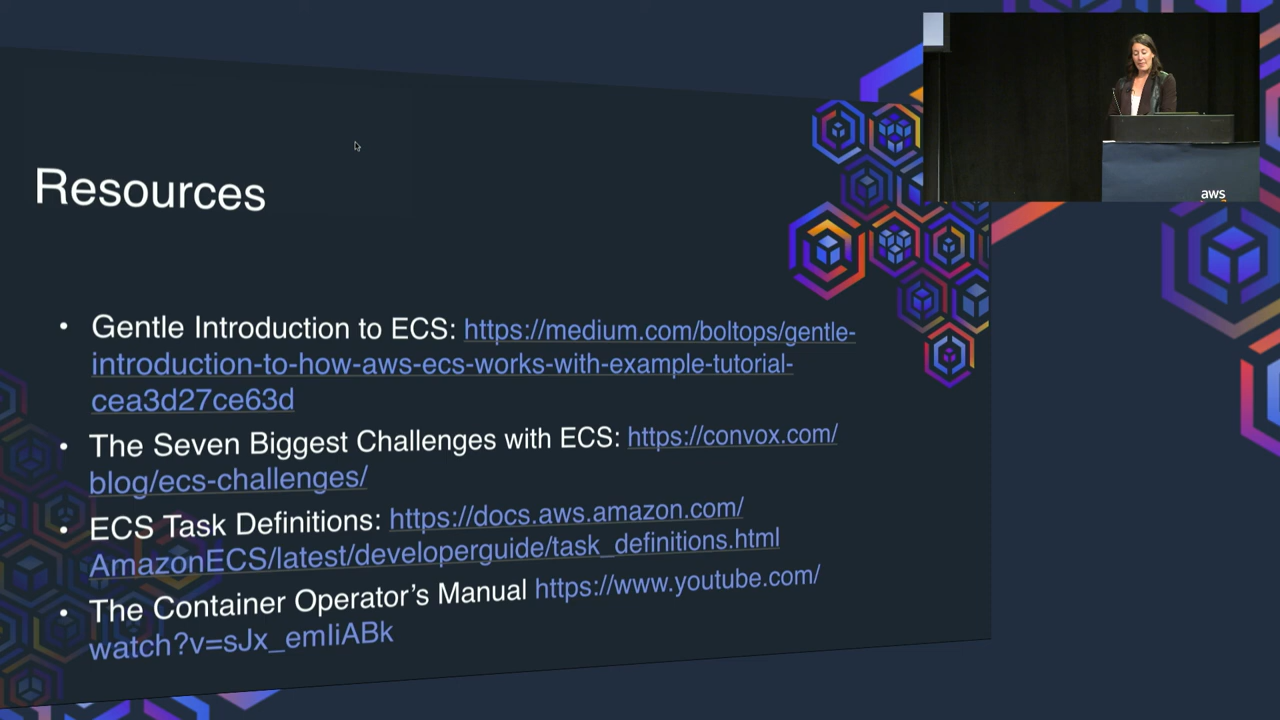 Resources
• Gentle Introduction to ECS: https://medium.com/boltops/gentle-
introduction-to-how-aws-ecs-works-with-example-tutorial-
cea3d27ce63d
• The Seven Biggest Challenges with ECS: https://convox.com/
blog/ecs-challenges/
• ECS Task Definitions: https://docs.aws.amazon.com/
AmazonECS/latest/developerguide/task_definitions.html
• The Container Operator’s Manual https://www.youtube.com/
watch?v=sJx_emIiABk
aws